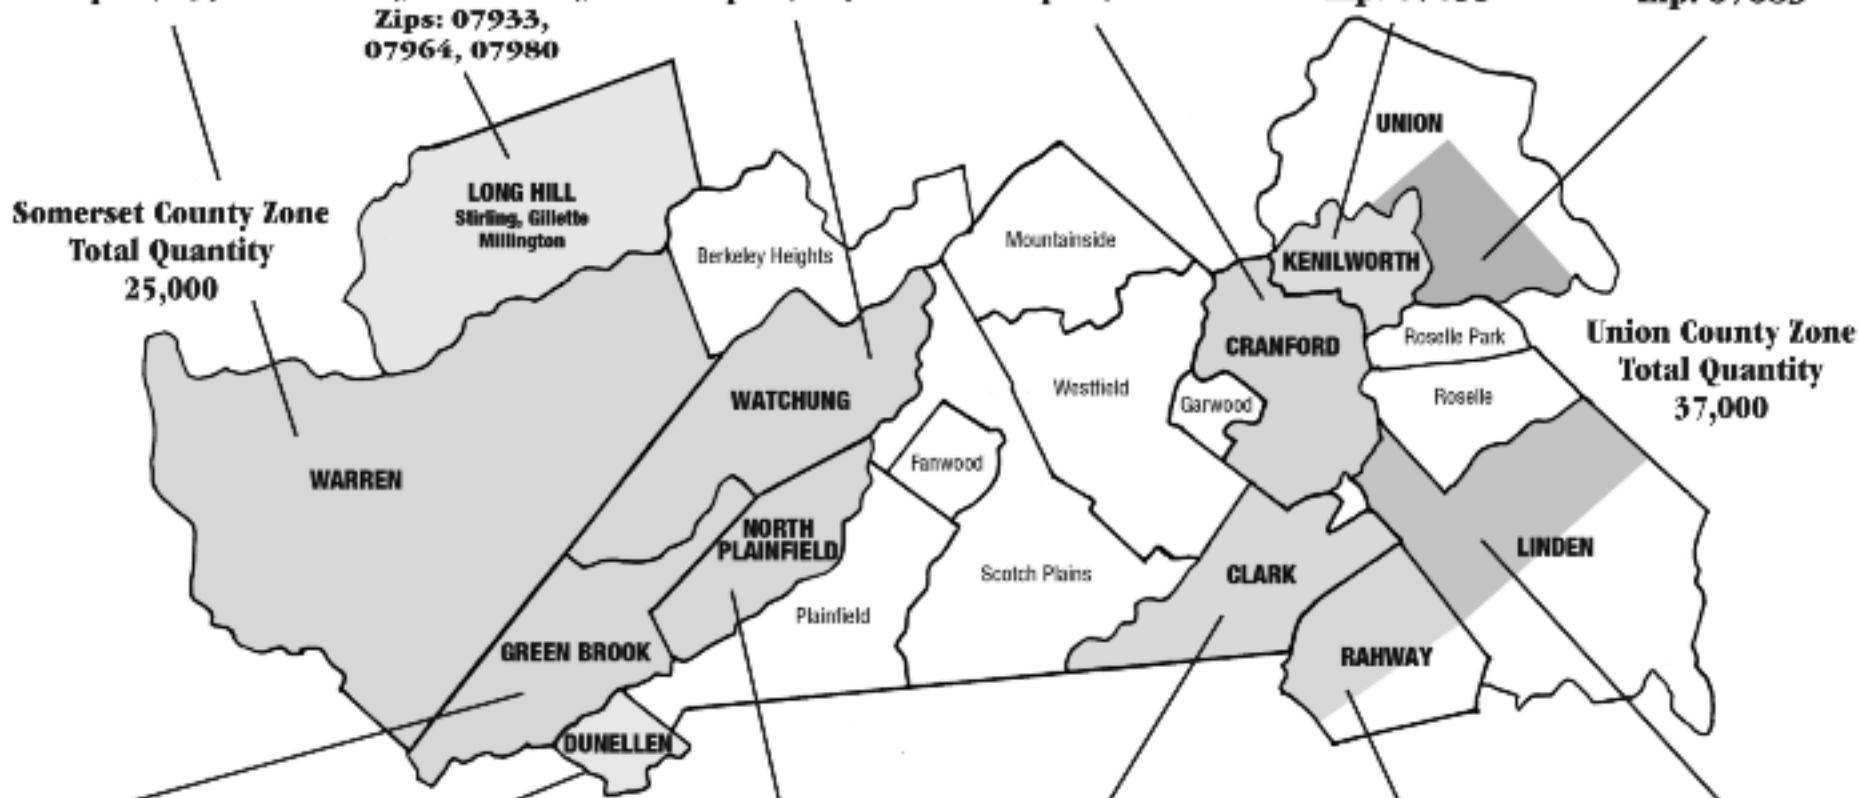 Zips: 07933,
07964, 07980
UNION
LONG HILL
Stirling, Gillette
Millington
Somerset County Zone
Total Quantity
25,000
Berkeley Heights
Mountainside
KENILWORTH
CRANFORD
Roselle Park
Union County Zone
Total Quantity
37,000
WATCHUNG
Westfield
Garwood
Roselle
WARREN
Fanwood
NORTH
PLAINFIELD
LINDEN
Scotch Plains
CLARK
Plainfield
GREEN BROOK
RAHWAY
DUNELLEN